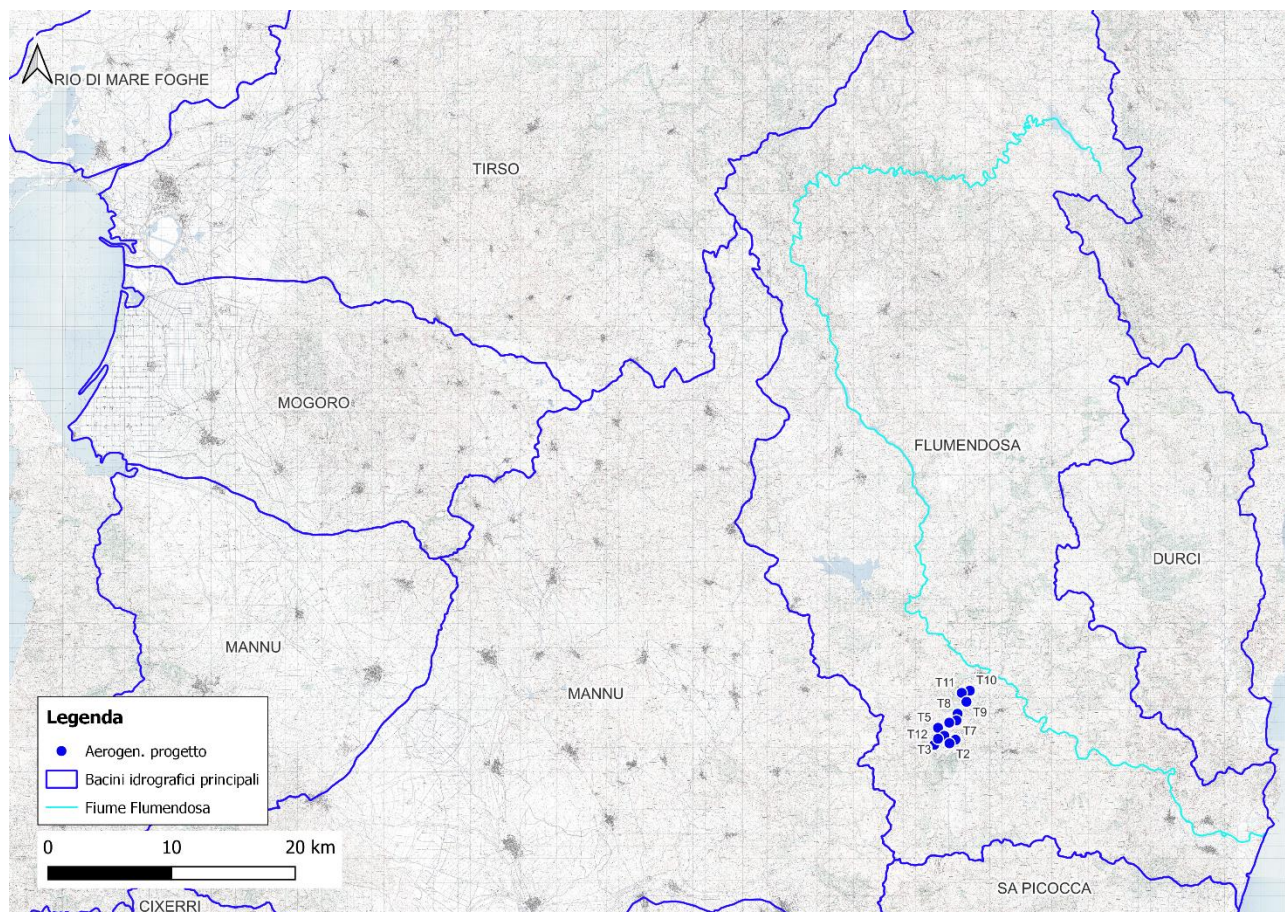 RIO DI MARE FOGHE
TIRSO
MOGORO
FLUMENDOSA
DURCI
MANNU
MANNU
T11
T10
T8
T9
T5
T7
T12
T3
T2
Legenda
Aerogen. progetto
Bacini idrografici principali
Fiume Flumendosa
0
10
20 km
SA PICOCCA
CIXERRI